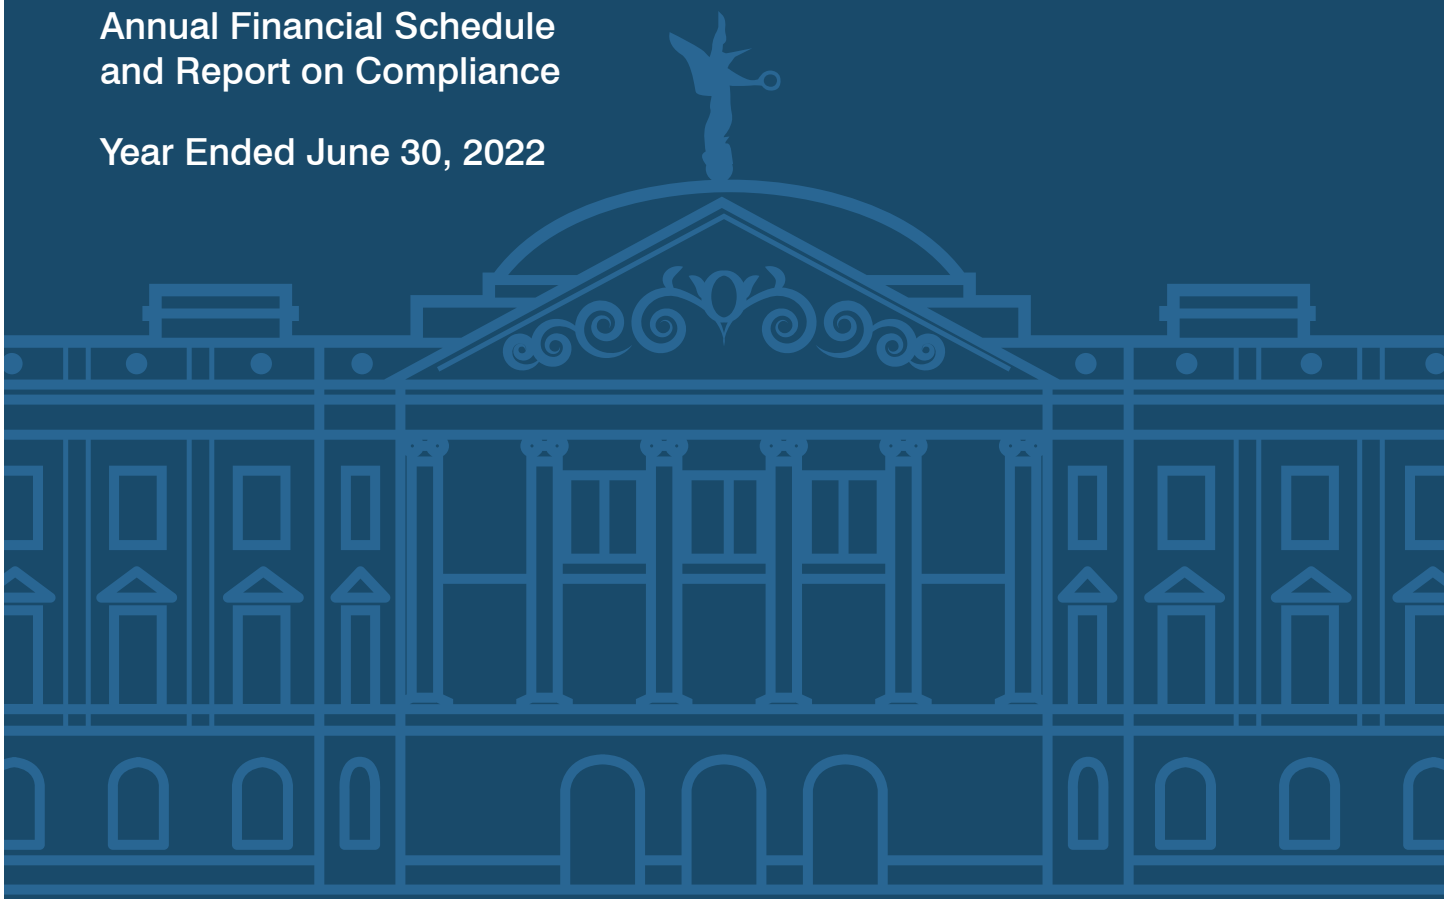 Annual Financial Schedule
and Report on Compliance
Year Ended June 30, 2022